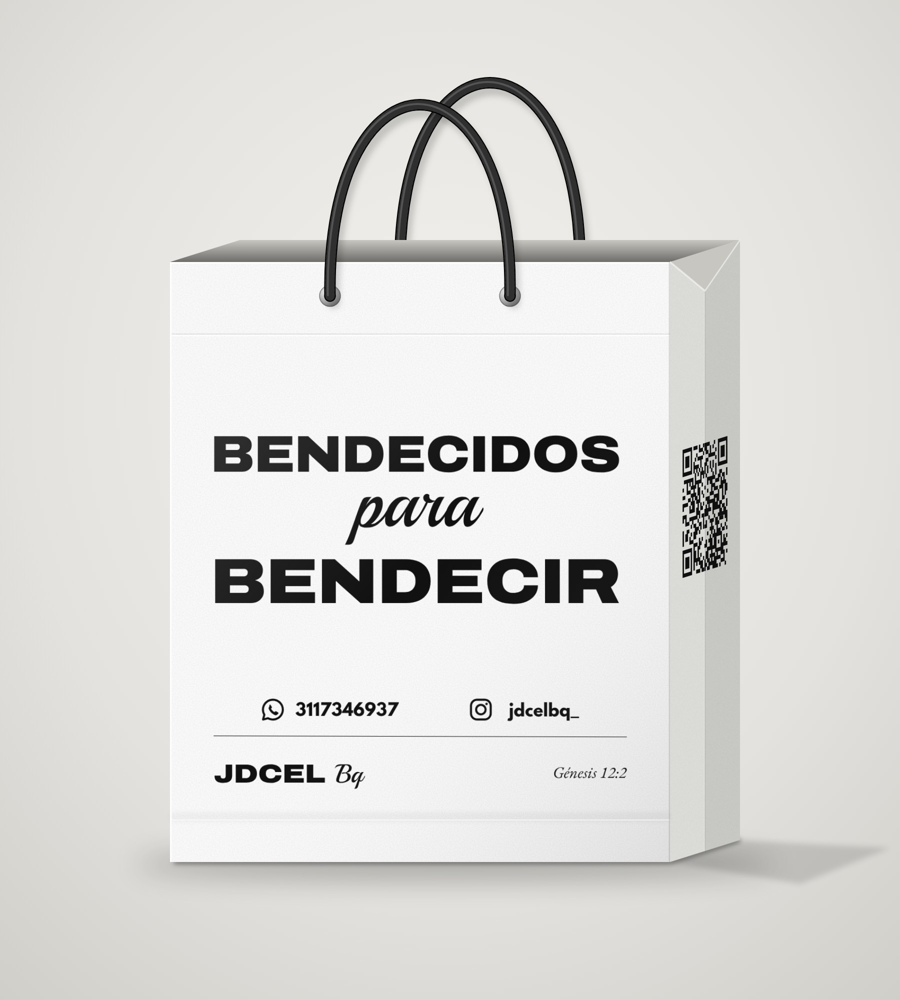 BENDECIDOS
para
BENDECIR
3117346937 jdcelbq_
JDCEL Bq Génesis 12:2